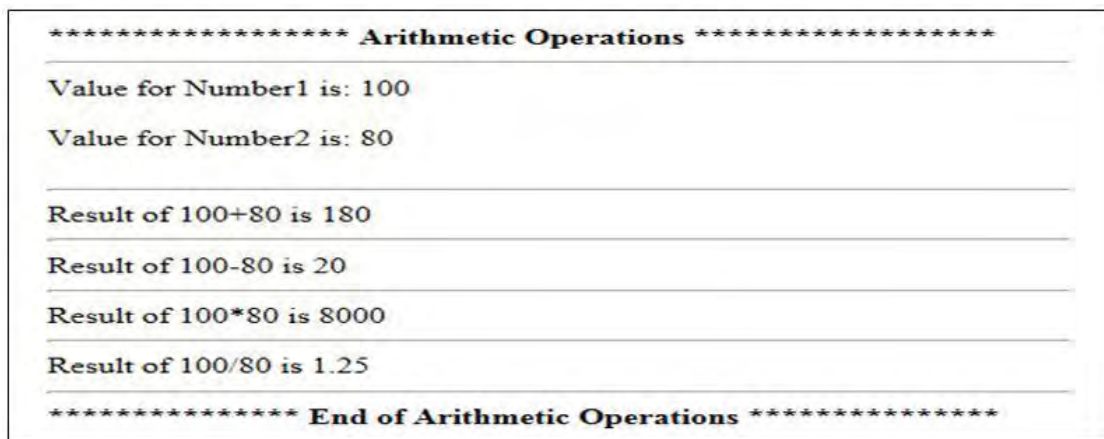 ****************** Arithmetic Operations ******************
Value for Number1 is: 100
Value for Number2 is: 80
Result of 100+80 is 180
Result of 100-80 is 20
Result of 100*80 is 8000
Result of 100/80 is 1.25
*************** End of Arithmetic Operations ***************